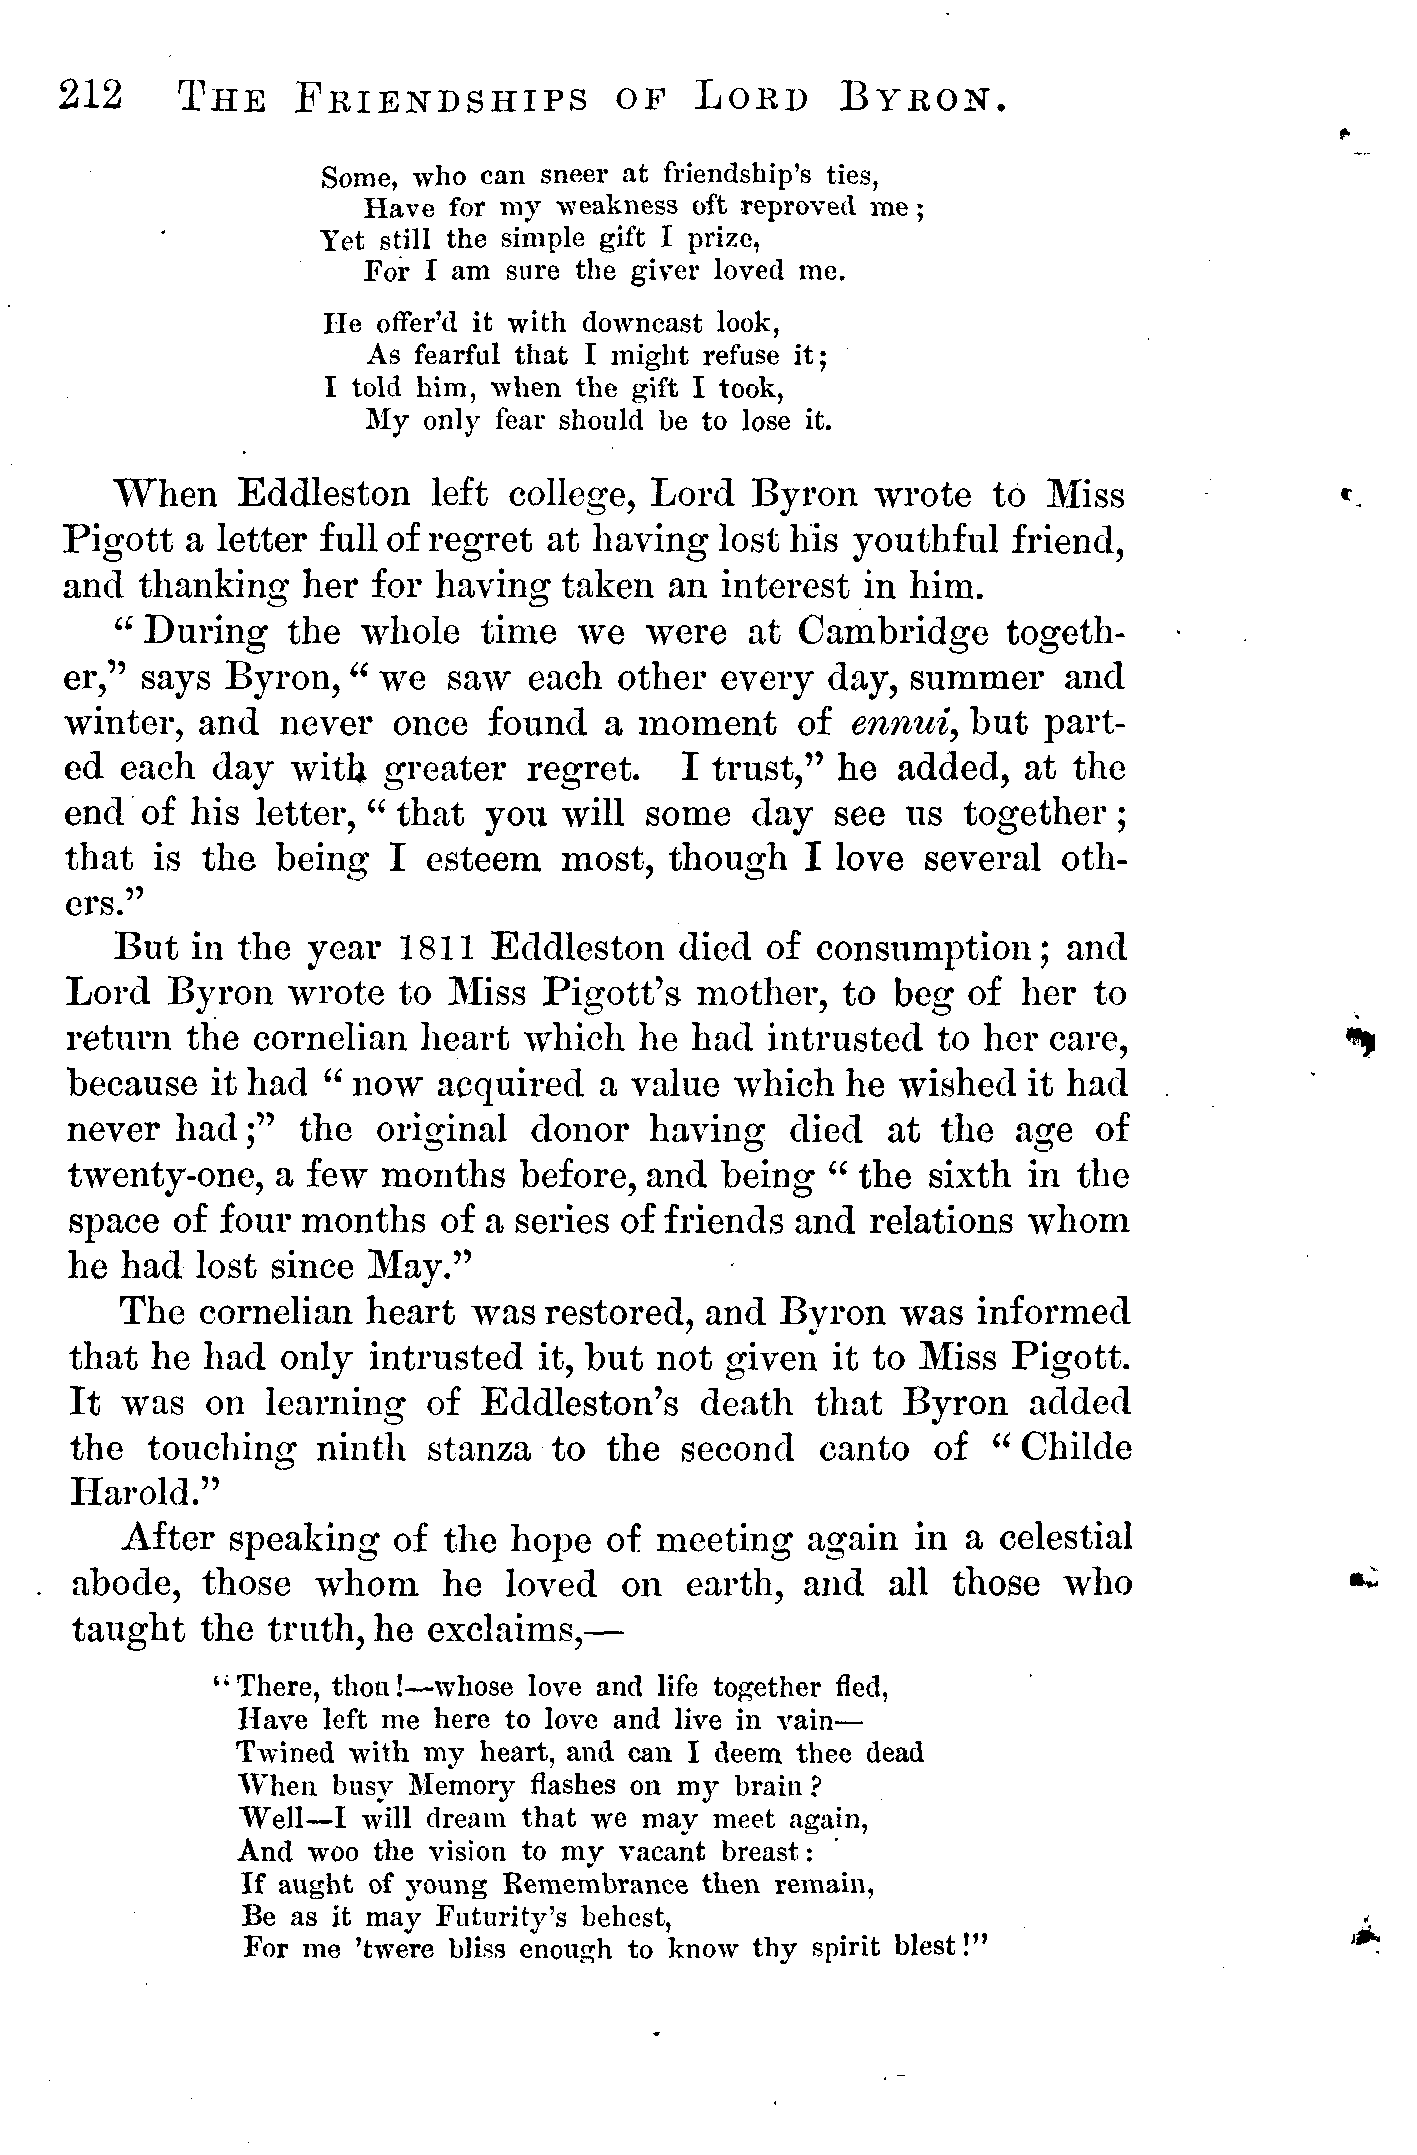 212 THE FRIENDSHIPS OF LORD BYRON.
Some, who can sneer at friendship's ties,
Have for my weakness oft reproved me;
Yet still the simple gift I prize,
For I am sure the giver loved me.
He offer'd it with downcast look,
As fearful that I might refuse it;
I told him, when the gift I took,
My only fear should be to lose it.
When Eddleston left college, Lord Byron wrote to Miss
Pigott a letter full of regret at having lost his youthful friend,
and thanking her for having taken an interest in him.
"During the whole time we were at Cambridge togeth-
er," says Byron, "we saw each other every day, summer and
winter, and never once found a moment of ennui, but part-
ed each day with greater regret. I trust," he added, at the
end of his letter, "that you will some day see us together;
that is the being I esteem most, though I love several oth-
ers."
But in the year 1811 Eddleston died of consumption; and
Lord Byron wrote to Miss Pigott's mother, to beg of her to
return the cornelian heart which he had intrusted to her care,
because it had "now acquired a value which he wished it had
never had;" the original donor having died at the age of
twenty-one, a few months before, and being "the sixth in the
space of four months of a series of friends and relations whom
he had lost since May."
The cornelian heart was restored, and Byron was informed
that he had only intrusted it, but not given it to Miss Pigott.
It was on learning of Eddleston's death that Byron added
the touching ninth stanza to the second canto of "Childe
Harold."
After speaking of the hope of meeting again in a celestial
abode, those whom he loved on earth, and all those who
taught the truth, he exclaims,—
"There, thou!—whose love and life together fled,
Have left me here to love and live in vain—
Twined with my heart, and can I deem thee dead
When busy Memory flashes on my brain?
Well—I will dream that we may meet again,
And woo the vision to my vacant breast:
If aught of young Remembrance then remain,
Be as it may Futurity's behest,
For me 'twere bliss enough to know thy spirit blest!"